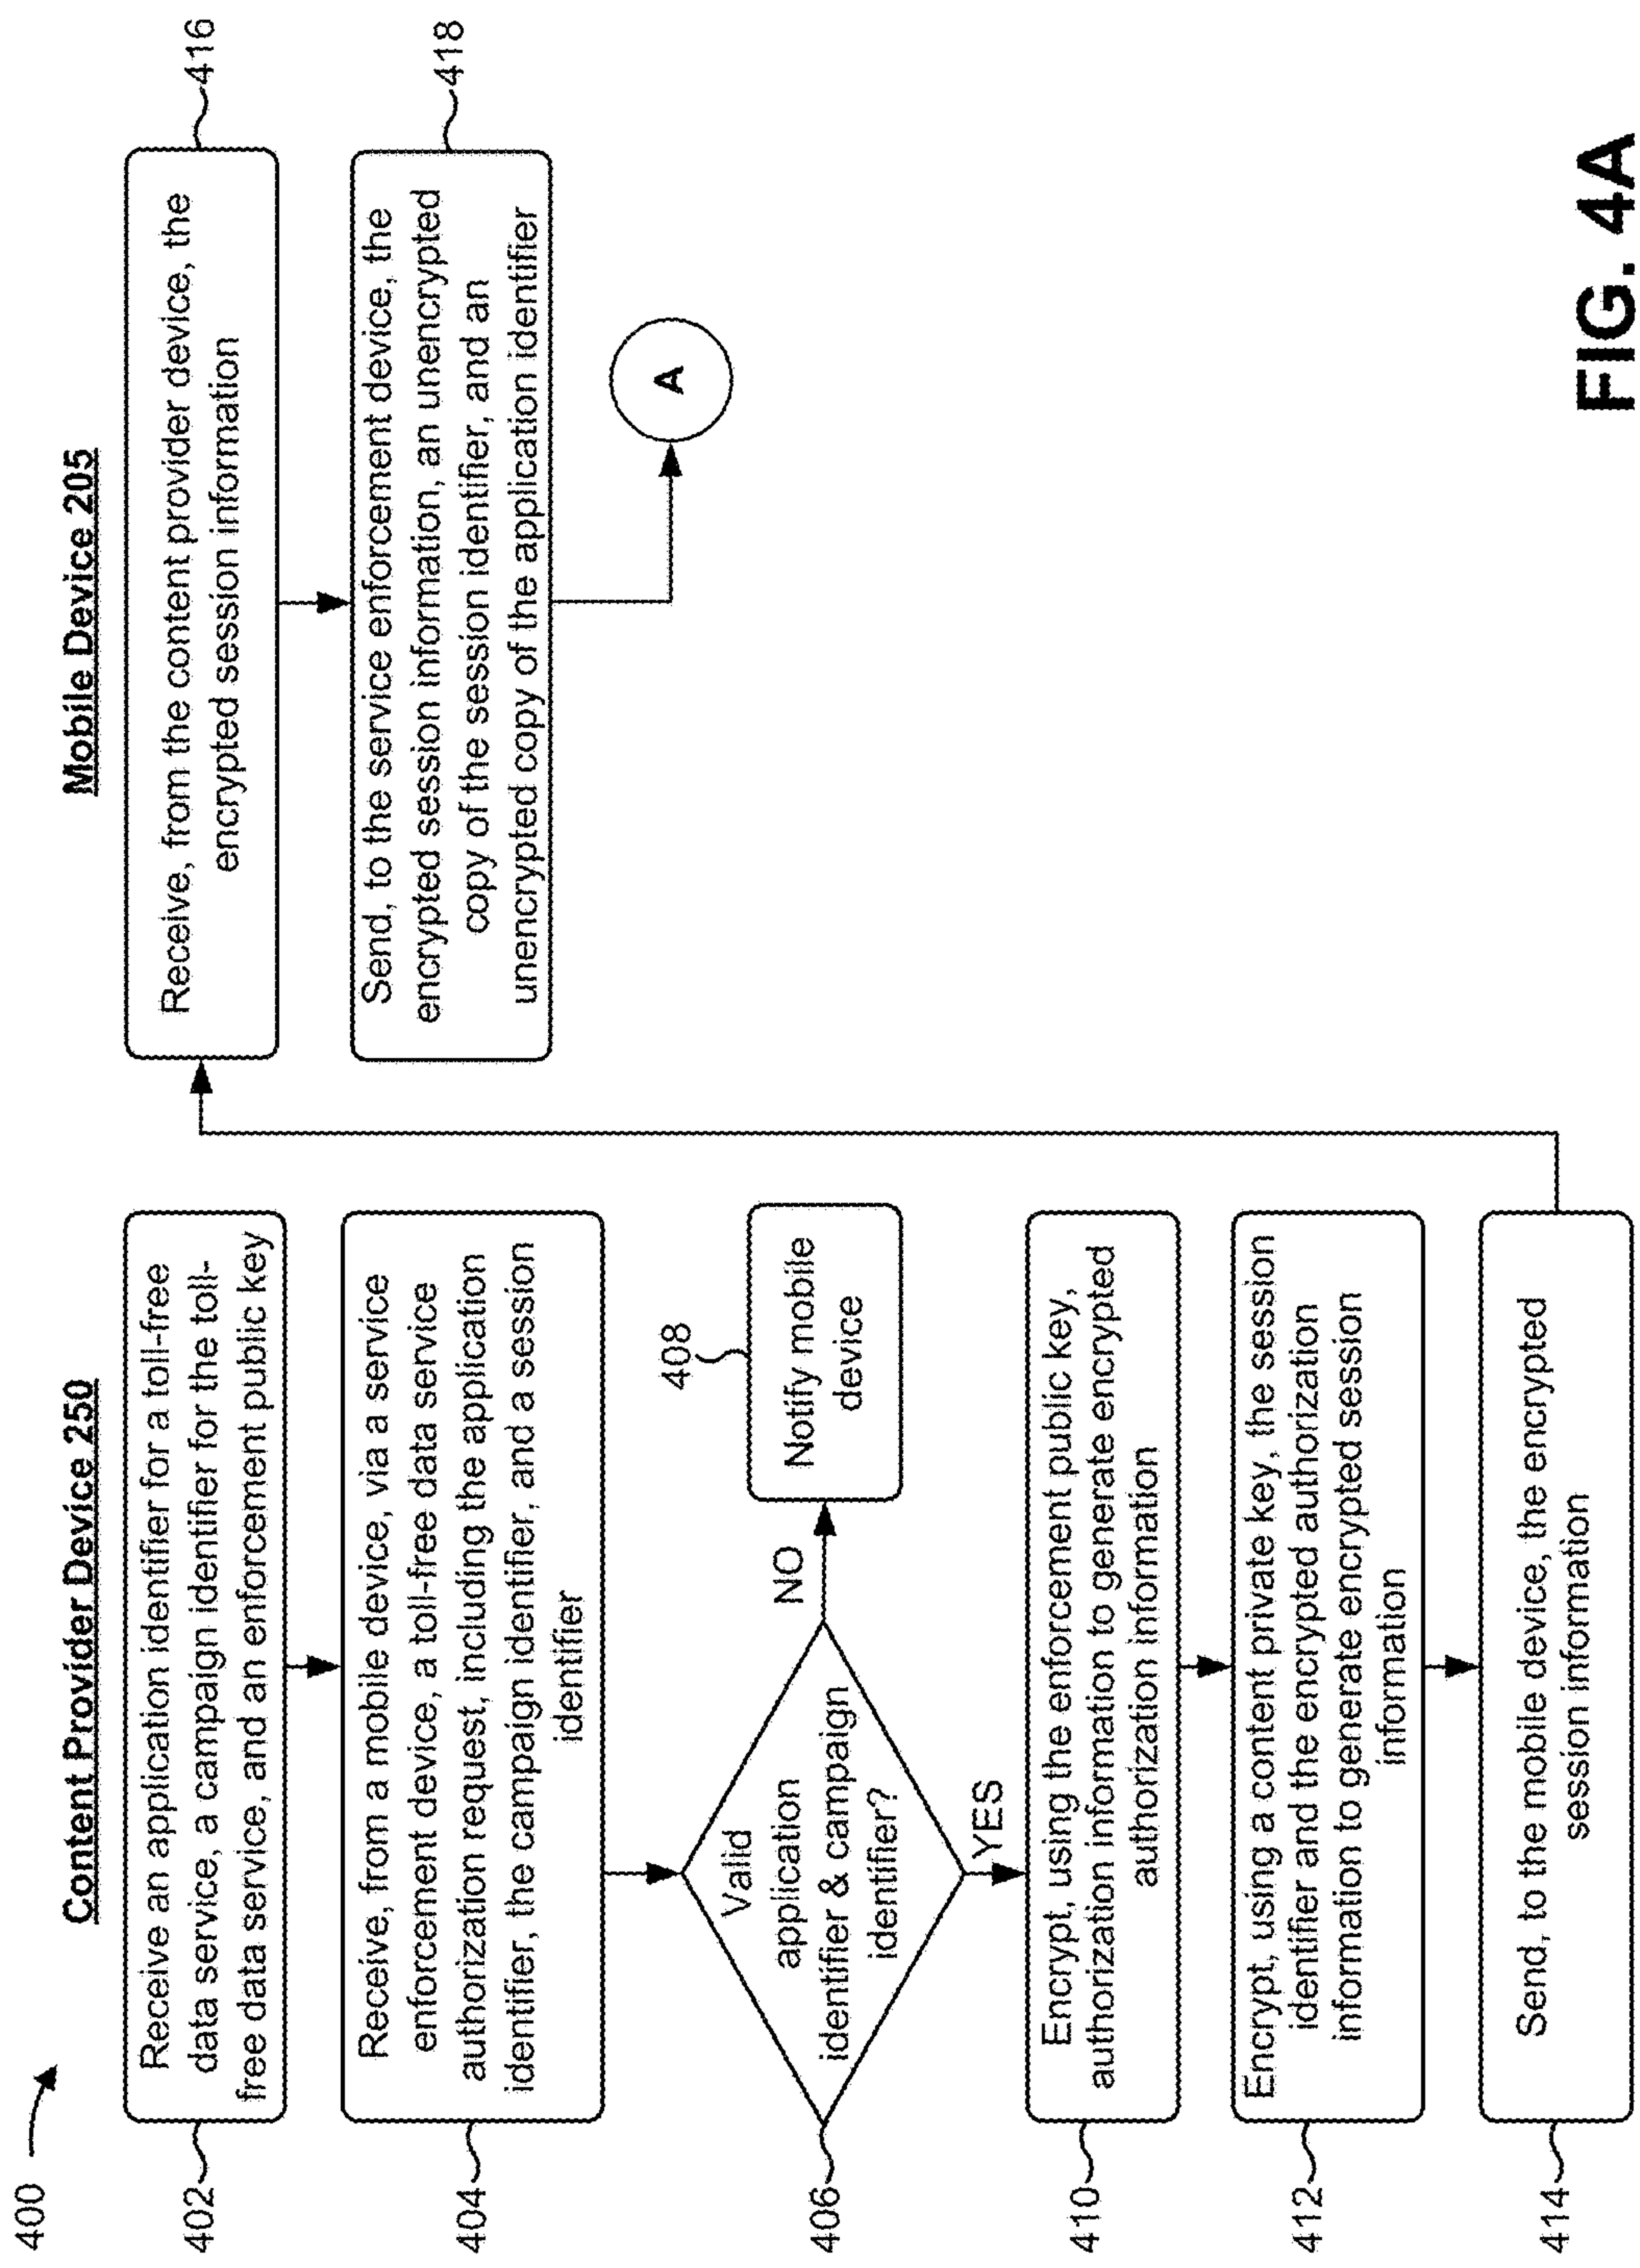 400
Content Provider Device 250
402
Receive an application identifier for a toll-free
data service, a campaign identifier for the toll-
free data service, and an enforcement public key
404
Receive, from a mobile device, via a service
enforcement device, a toll-free data service
authorization request, including the application
identifier, the campaign identifier, and a session
identifier
406
Valid
application
identifier & campaign
identifier?
NO
408
Notify mobile
device
YES
410
Encrypt, using the enforcement public key,
authorization information to generate encrypted
authorization information
412
Encrypt, using a content private key, the session
identifier and the encrypted authorization
information to generate encrypted session
information
414
Send, to the mobile device, the encrypted
session information
Mobile Device 205
416
Receive, from the content provider device, the
encrypted session information
418
Send, to the service enforcement device, the
encrypted session information, an unencrypted
copy of the session identifier, and an
unencrypted copy of the application identifier
A
FIG. 4A